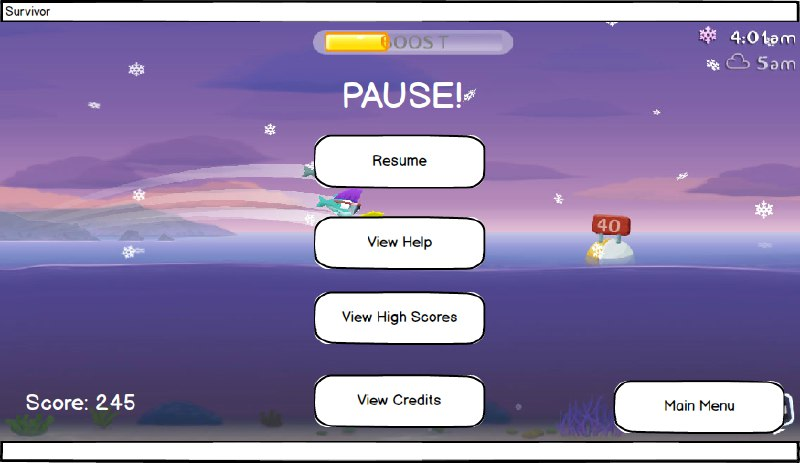 Survivor
BOOST
4:01am
5am
PAUSE!
Resume
40
View Help
View High Scores
Score: 245
View Credits
Main Menu